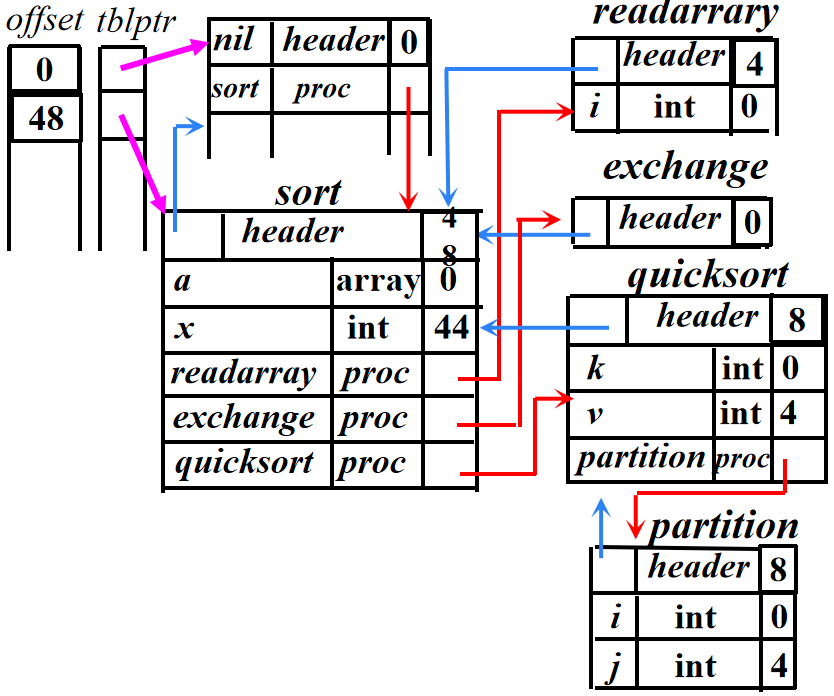 offset tblptr
0
48
nil header 0
sort proc
sort
header 48
a array 0
x int 44
readarray proc
exchange proc
quicksort proc
readarrary
header 4
i int 0
exchange
header 0
quicksort
header 8
k int 0
v int 4
partition proc
partition
header 8
i int 0
j int 4